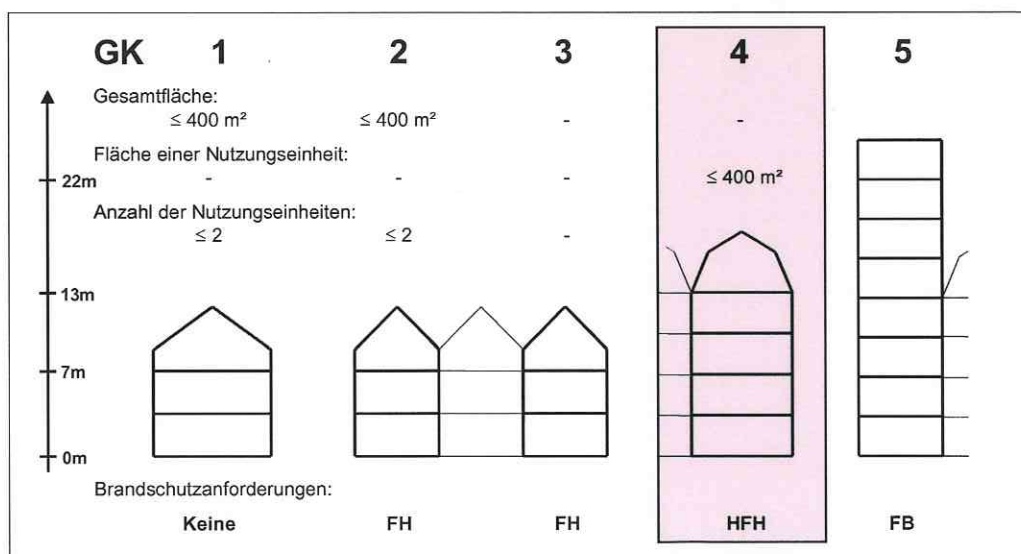 GK 1 2 3 4 5
Gesamtfläche:
≤ 400 m² ≤ 400 m² - -
Fläche einer Nutzungseinheit:
22m - - - ≤ 400 m²
Anzahl der Nutzungseinheiten:
≤ 2 ≤ 2 -
13m
7m
0m
Brandschutzanforderungen:
Keine FH FH HFH FB